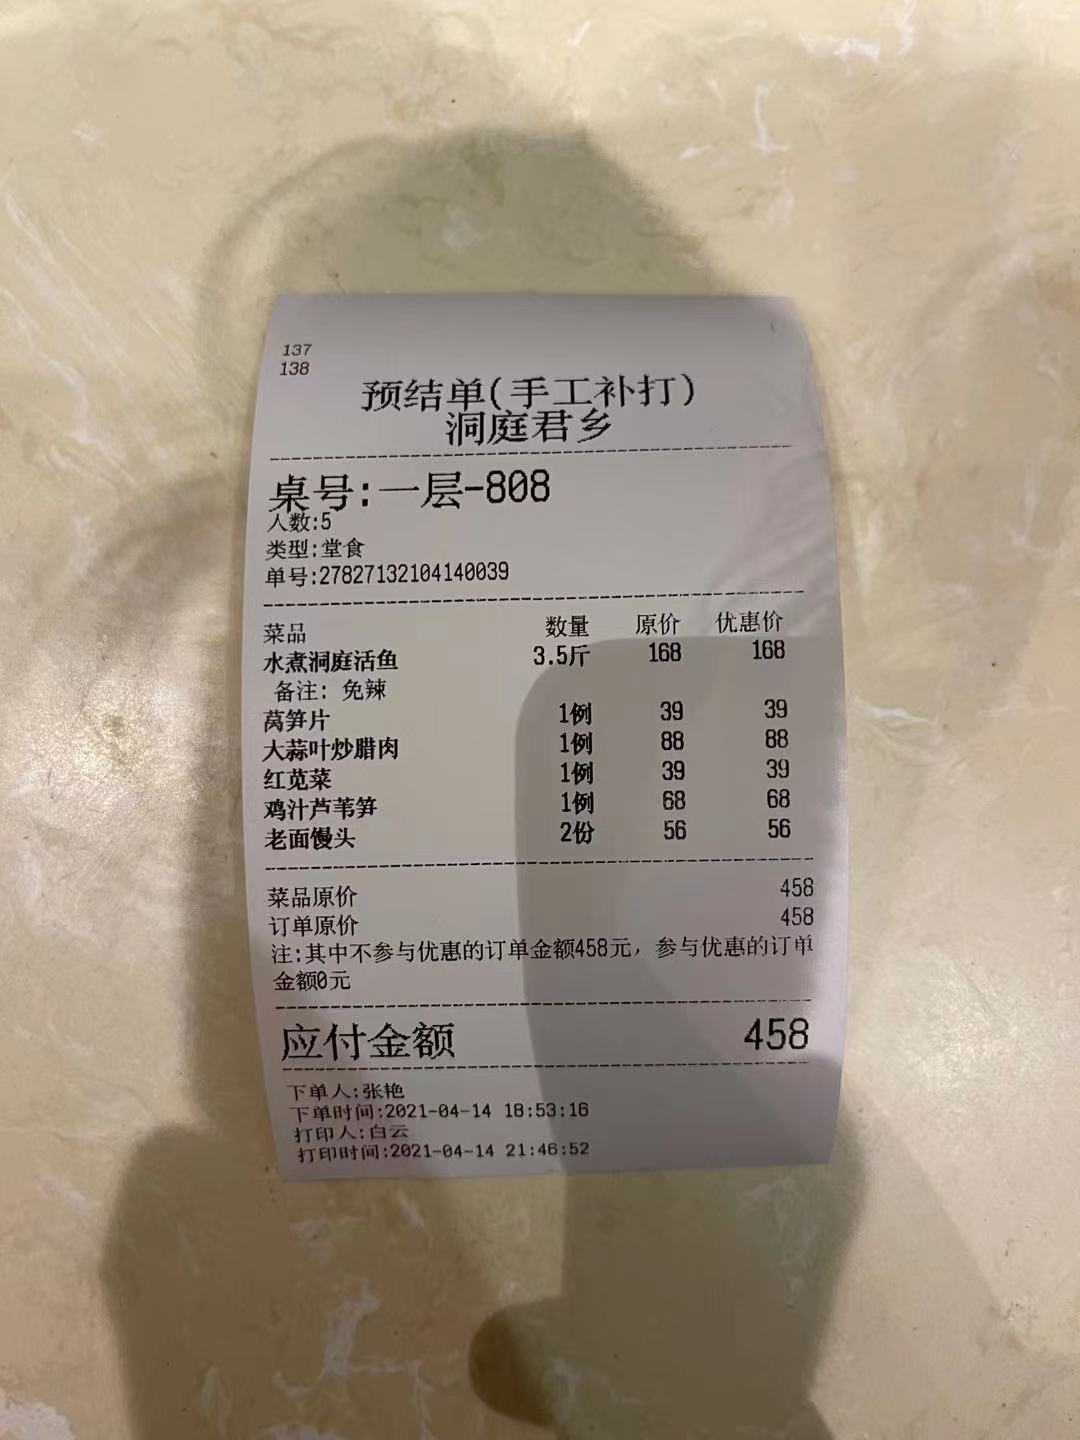 137
138
预结单(手工补打)
洞庭君乡
桌号:一层-808
人数:5
类型:堂食
单号:27827132104140039
菜品 数量 原价 优惠价
水煮洞庭活鱼 3.5斤 168 168
备注: 免辣
莴笋片 1例 39 39
大蒜叶炒腊肉 1例 88 88
红苋菜 1例 39 39
鸡汁芦苇笋 1例 68 68
老面馒头 2份 56 56
菜品原价 458
订单原价 458
注:其中不参与优惠的订单金额458元，参与优惠的订单
金额0元
应付金额 458
下单人:张艳
下单时间:2021-04-14 18:53:16
打印人:白云
打印时间:2021-04-14 21:46:52